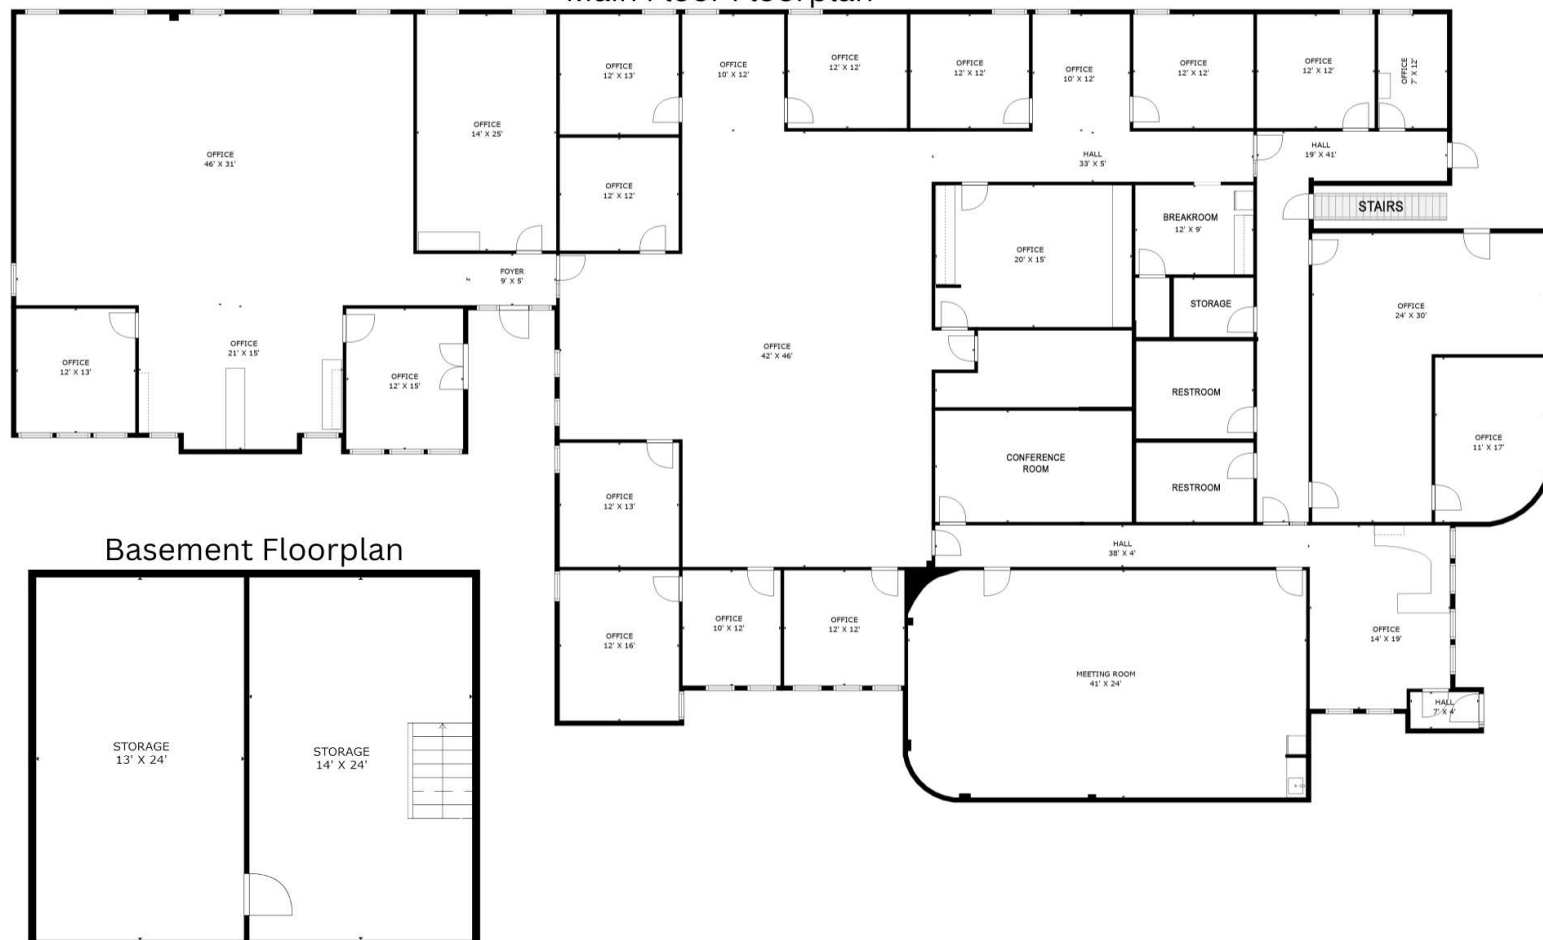 Main Floor Floorplan
OFFICE
46' X 31'
OFFICE
14' X 25'
OFFICE
12' X 13'
OFFICE
10' X 12'
OFFICE
12' X 12'
OFFICE
12' X 12'
OFFICE
10' X 12'
OFFICE
12' X 12'
OFFICE
12' X 12'
OFFICE
7' X 12'
OFFICE
12' X 12'
HALL
33' X 5'
HALL
19' X 41'
STAIRS
BREAKROOM
12' X 9'
OFFICE
20' X 15'
FOYER
9' X 5'
STORAGE
OFFICE
24' X 30'
OFFICE
12' X 13'
OFFICE
21' X 15'
OFFICE
12' X 15'
OFFICE
42' X 46'
RESTROOM
OFFICE
11' X 17'
CONFERENCE
ROOM
RESTROOM
OFFICE
12' X 13'
HALL
38' X 4'
OFFICE
12' X 16'
OFFICE
10' X 12'
OFFICE
12' X 12'
OFFICE
14' X 19'
MEETING ROOM
41' X 24'
HALL
7' X 4'
Basement Floorplan
STORAGE
13' X 24'
STORAGE
14' X 24'